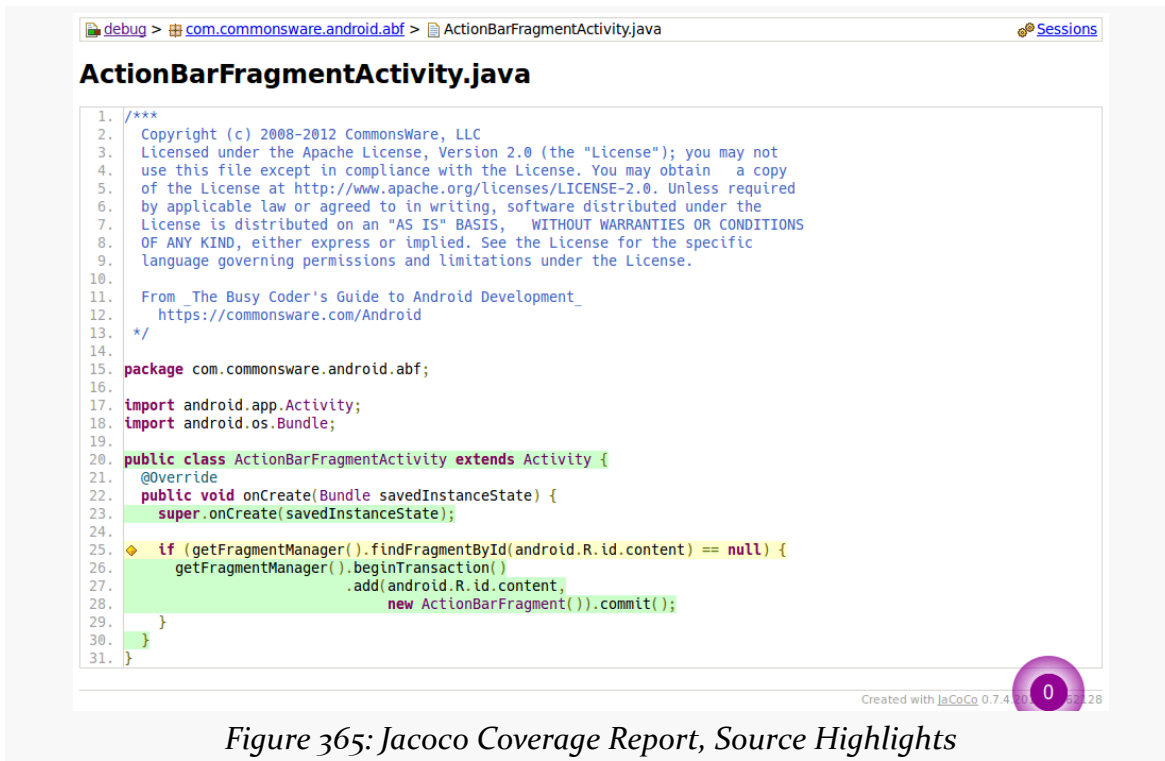 debug > com.commonsware.android.abf > ActionBarFragmentActivity.java Sessions
ActionBarFragmentActivity.java
1. /***
2. Copyright (c) 2008-2012 CommonsWare, LLC
3. Licensed under the Apache License, Version 2.0 (the "License"); you may not
4. use this file except in compliance with the License. You may obtain   a copy
5. of the License at http://www.apache.org/licenses/LICENSE-2.0. Unless required
6. by applicable law or agreed to in writing, software distributed under the
7. License is distributed on an "AS IS" BASIS,   WITHOUT WARRANTIES OR CONDITIONS
8. OF ANY KIND, either express or implied. See the License for the specific
9. language governing permissions and limitations under the License.
10.
11. From _The Busy Coder's Guide to Android Development_
12. https://commonsware.com/Android
13. */
14.
15. package com.commonsware.android.abf;
16.
17. import android.app.Activity;
18. import android.os.Bundle;
19.
20. public class ActionBarFragmentActivity extends Activity {
21. @Override
22. public void onCreate(Bundle savedInstanceState) {
23. super.onCreate(savedInstanceState);
24.
25. if (getFragmentManager().findFragmentById(android.R.id.content) == null) {
26. getFragmentManager().beginTransaction()
27. .add(android.R.id.content,
28. new ActionBarFragment()).commit();
29. }
30. }
31. }
0
Created with JaCoCo 0.7.4
Figure 365: Jacoco Coverage Report, Source Highlights